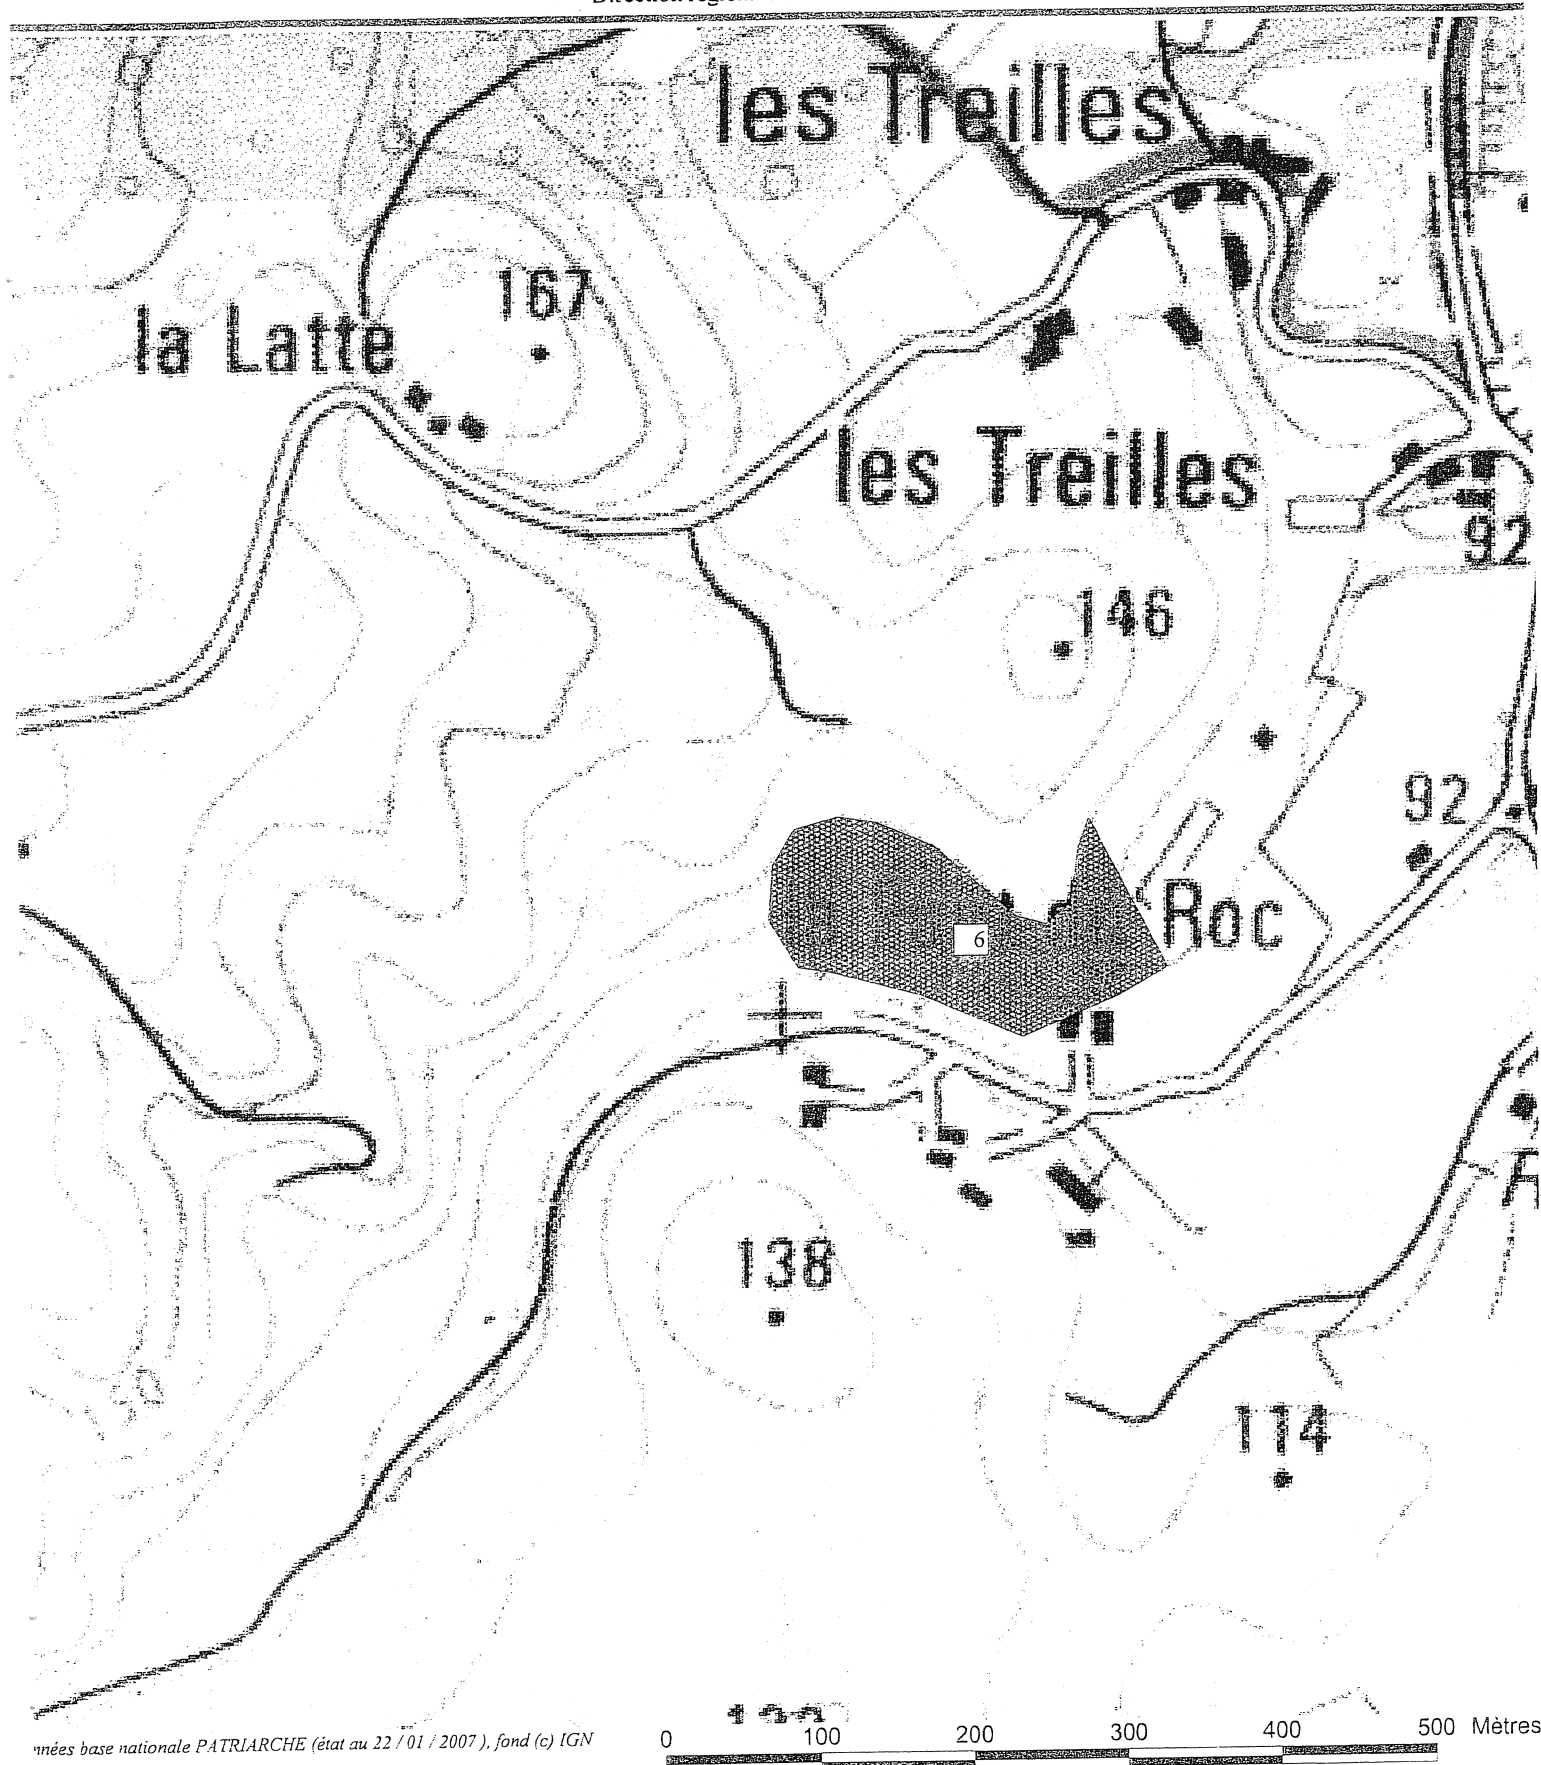 les Treilles
167
la Latte
les Treilles
92
146
92
Roc
6
138
114
nnées base nationale PATRIARCHE (état au 22 / 01 / 2007 ), fond (c) IGN
0 100 200 300 400 500 Mètres